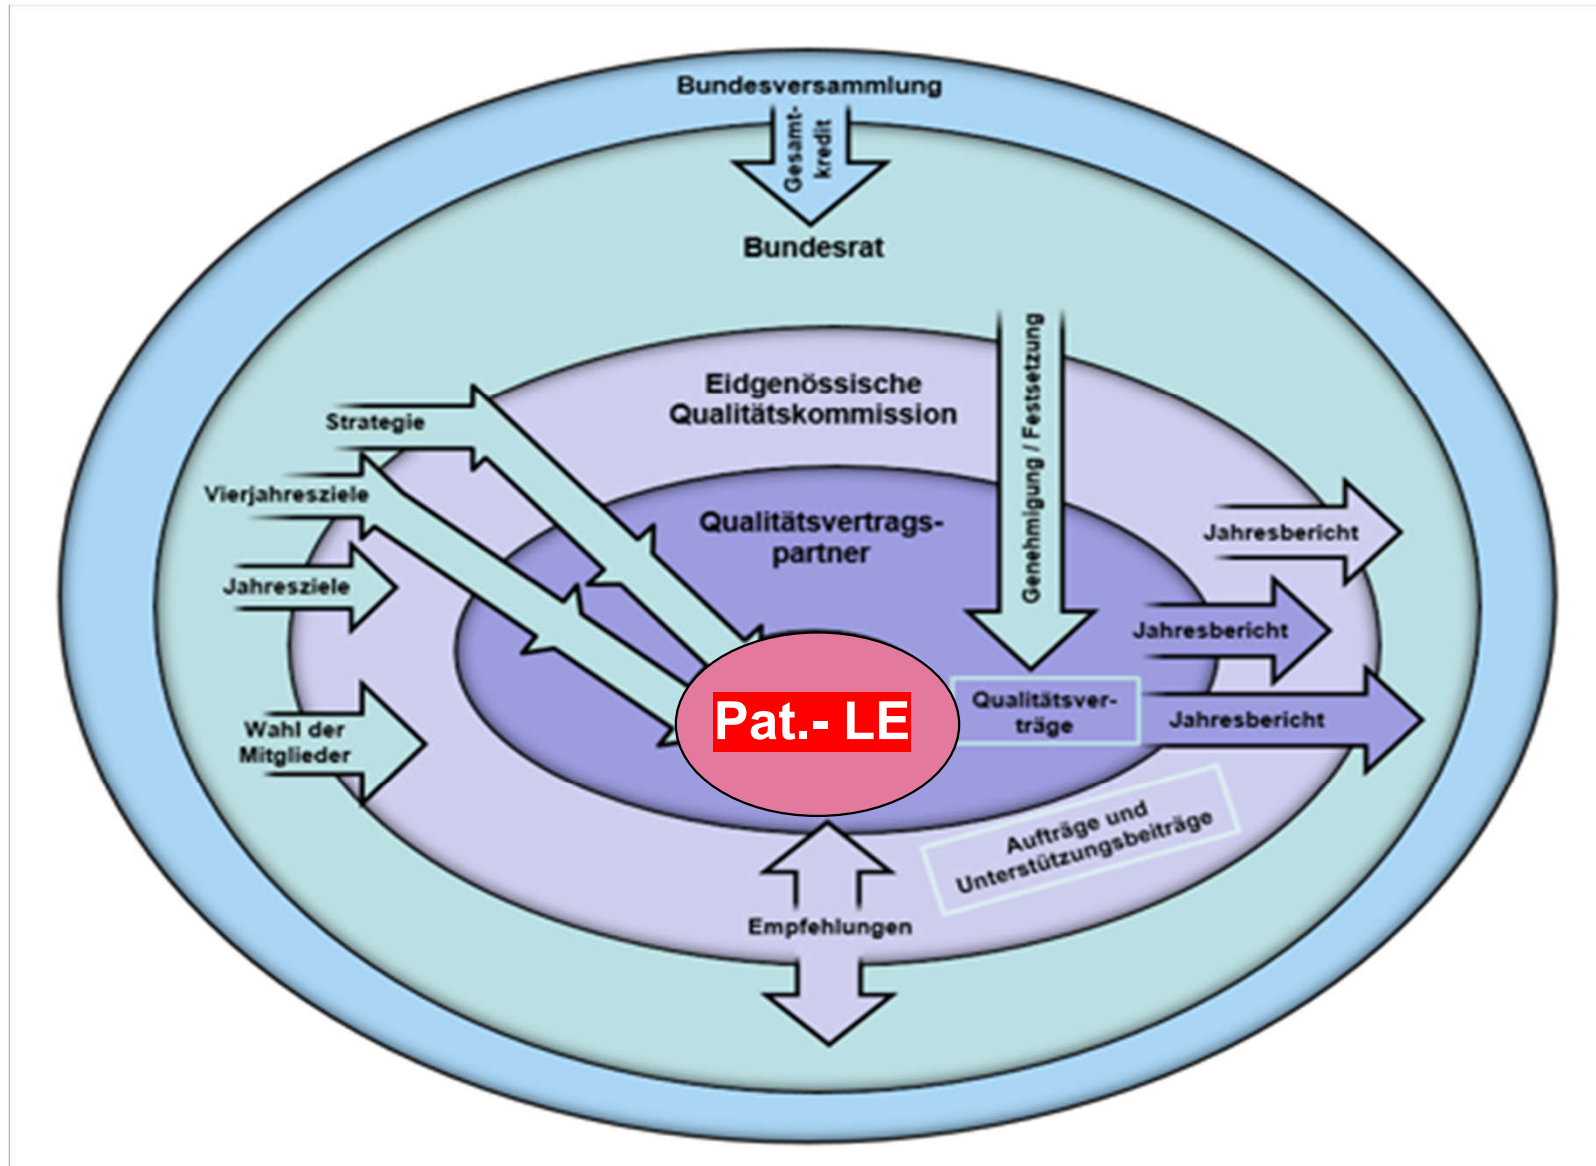 Bundesversammlung
Gesamt-
kredit
Bundesrat
Genehmigung / Festsetzung
Eidgenössische
Qualitätskommission
Strategie
Vierjahresziele
Qualitätsvertrags-
partner
Jahresbericht
Jahresziele
Jahresbericht
Pat.- LE
Qualitätsver-
träge
Jahresbericht
Wahl der
Mitglieder
Aufträge und
Unterstützungsbeiträge
Empfehlungen